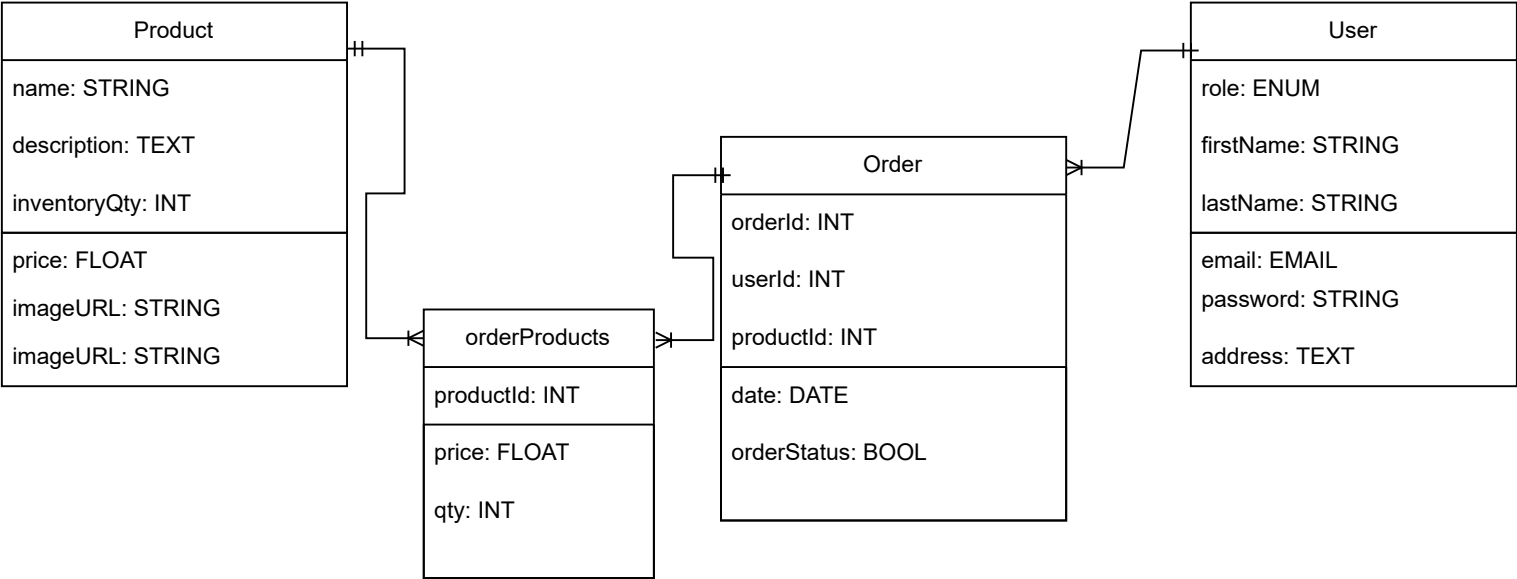 Product
name: STRING
description: TEXT
inventoryQty: INT
price: FLOAT
imageURL: STRING
imageURL: STRING
orderProducts
productId: INT
price: FLOAT
qty: INT
Order
orderId: INT
userId: INT
productId: INT
date: DATE
orderStatus: BOOL
User
role: ENUM
firstName: STRING
lastName: STRING
email: EMAIL
password: STRING
address: TEXT